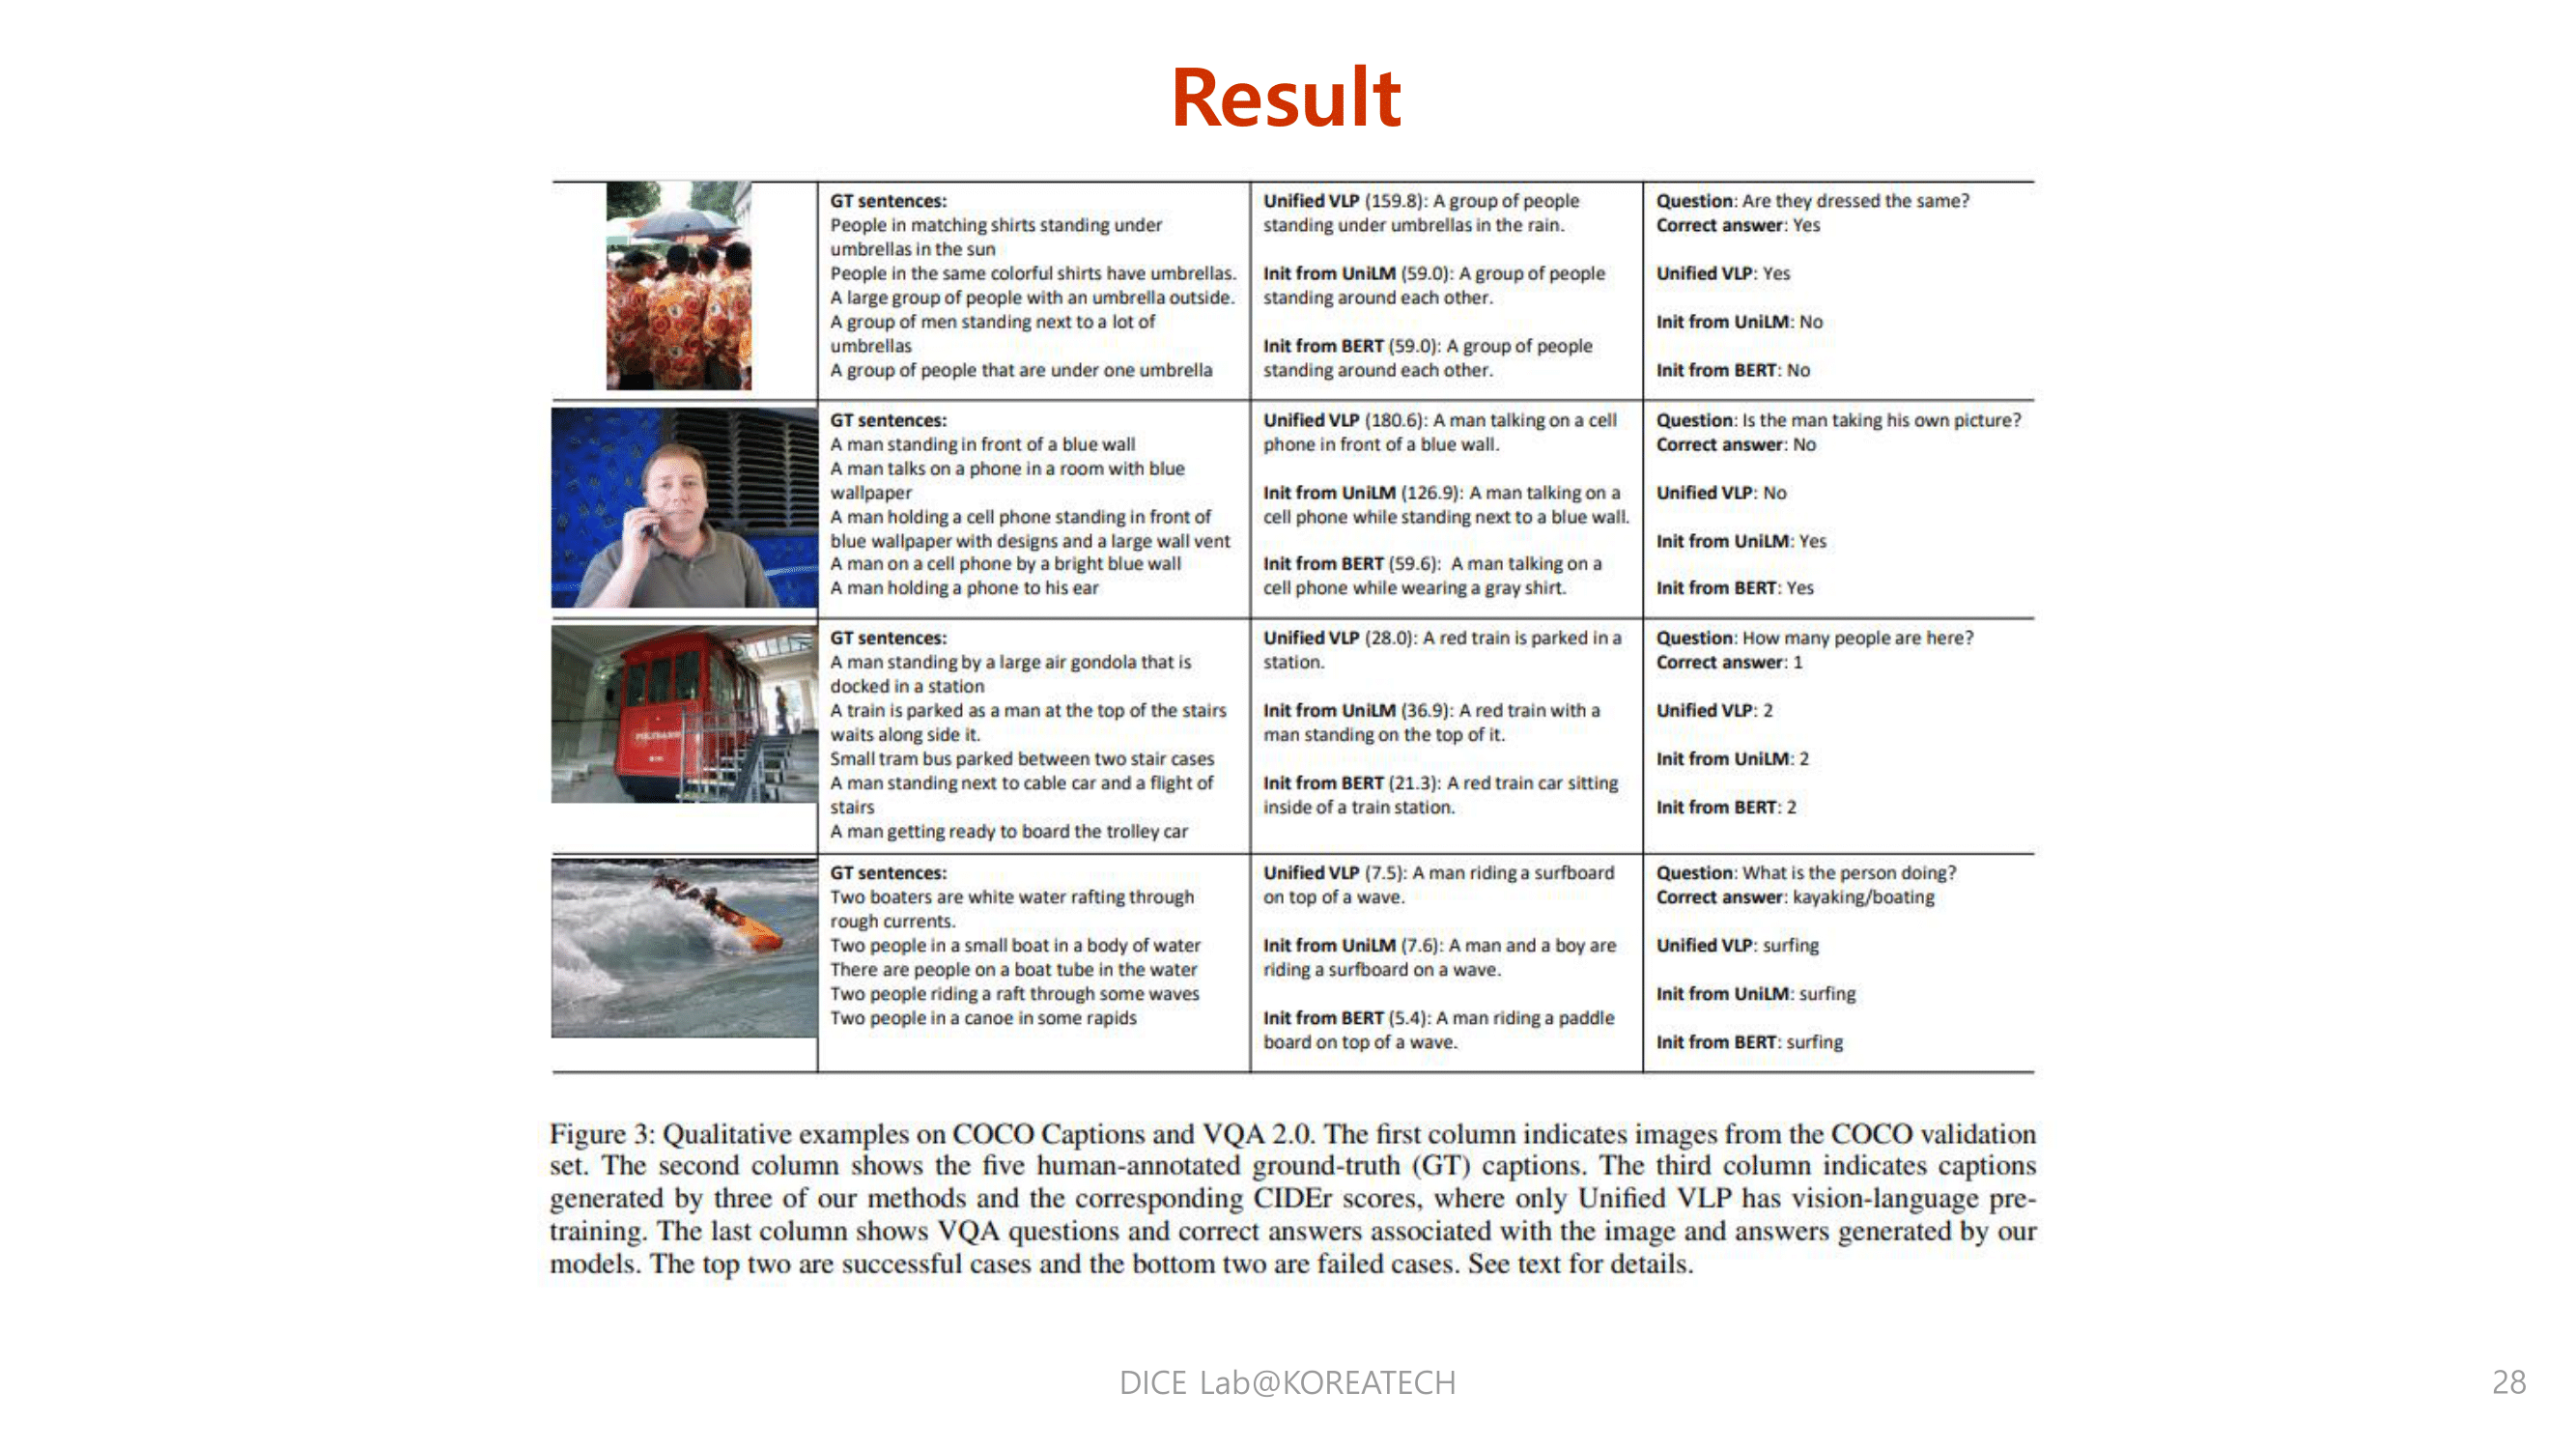 Result
GT sentences:
People in matching shirts standing under
umbrellas in the sun
People in the same colorful shirts have umbrellas.
A large group of people with an umbrella outside.
A group of men standing next to a lot of
umbrellas
A group of people that are under one umbrella
Unified VLP (159.8): A group of people
standing under umbrellas in the rain.
Init from UniLM (59.0): A group of people
standing around each other.
Init from BERT (59.0): A group of people
standing around each other.
Question: Are they dressed the same?
Correct answer: Yes
Unified VLP: Yes
Init from UniLM: No
Init from BERT: No
GT sentences:
A man standing in front of a blue wall
A man talks on a phone in a room with blue
wallpaper
A man holding a cell phone standing in front of
blue wallpaper with designs and a large wall vent
A man on a cell phone by a bright blue wall
A man holding a phone to his ear
Unified VLP (180.6): A man talking on a cell
phone in front of a blue wall.
Init from UniLM (126.9): A man talking on a
cell phone while standing next to a blue wall.
Init from BERT (59.6): A man talking on a
cell phone while wearing a gray shirt.
Question: Is the man taking his own picture?
Correct answer: No
Unified VLP: No
Init from UniLM: Yes
Init from BERT: Yes
GT sentences:
A man standing by a large air gondola that is
docked in a station
A train is parked as a man at the top of the stairs
waits along side it.
Small tram bus parked between two stair cases
A man standing next to cable car and a flight of
stairs
A man getting ready to board the trolley car
Unified VLP (28.0): A red train is parked in a
station.
Init from UniLM (36.9): A red train with a
man standing on the top of it.
Init from BERT (21.3): A red train car sitting
inside of a train station.
Question: How many people are here?
Correct answer: 1
Unified VLP: 2
Init from UniLM: 2
Init from BERT: 2
GT sentences:
Two boaters are white water rafting through
rough currents.
Two people in a small boat in a body of water
There are people on a boat tube in the water
Two people riding a raft through some waves
Two people in a canoe in some rapids
Unified VLP (7.5): A man riding a surfboard
on top of a wave.
Init from UniLM (7.6): A man and a boy are
riding a surfboard on a wave.
Init from BERT (5.4): A man riding a paddle
board on top of a wave.
Question: What is the person doing?
Correct answer: kayaking/boating
Unified VLP: surfing
Init from UniLM: surfing
Init from BERT: surfing
Figure 3: Qualitative examples on COCO Captions and VQA 2.0. The first column indicates images from the COCO validation
set. The second column shows the five human-annotated ground-truth (GT) captions. The third column indicates captions
generated by three of our methods and the corresponding CIDEr scores, where only Unified VLP has vision-language pre-
training. The last column shows VQA questions and correct answers associated with the image and answers generated by our
models. The top two are successful cases and the bottom two are failed cases. See text for details.
DICE Lab@KOREATECH
28